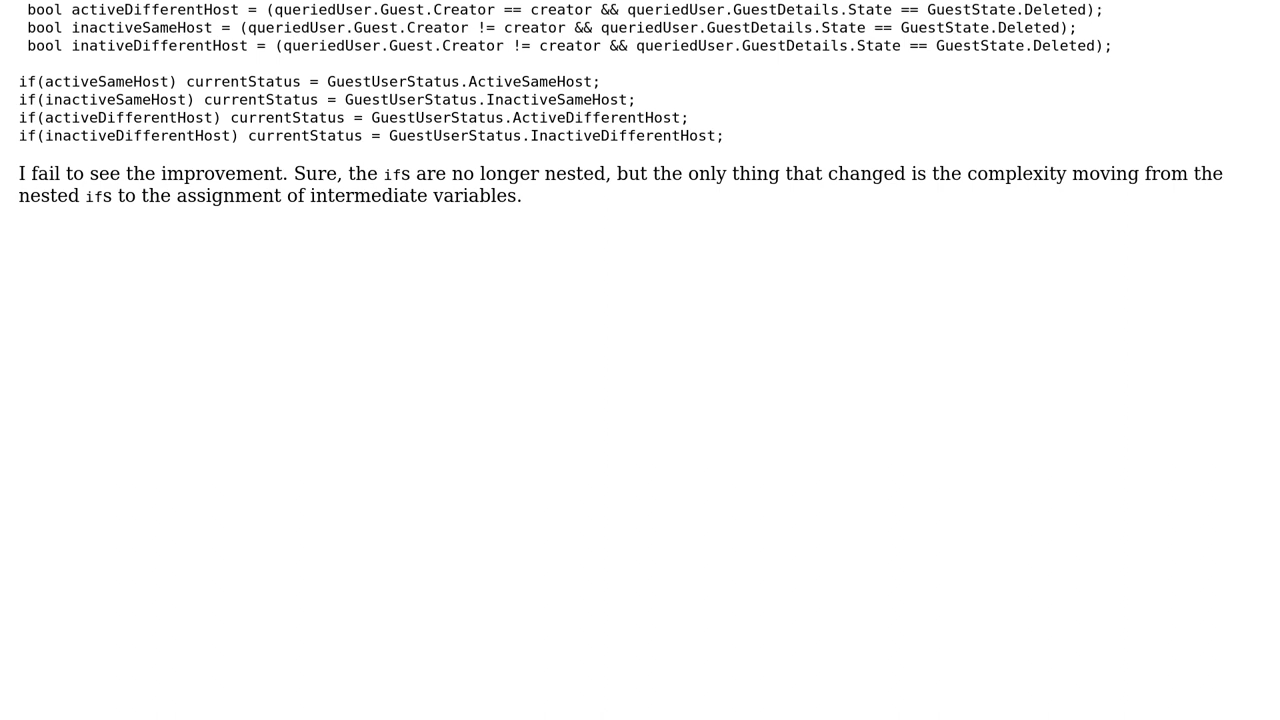 bool activeDifferentHost = (queriedUser.Guest.Creator == creator && queriedUser.GuestDetails.State == GuestState.Deleted);
bool inactiveSameHost = (queriedUser.Guest.Creator != creator && queriedUser.GuestDetails.State == GuestState.Deleted);
bool inativeDifferentHost = (queriedUser.Guest.Creator != creator && queriedUser.GuestDetails.State == GuestState.Deleted);
if(activeSameHost) currentStatus = GuestUserStatus.ActiveSameHost;
if(inactiveSameHost) currentStatus = GuestUserStatus.InactiveSameHost;
if(activeDifferentHost) currentStatus = GuestUserStatus.ActiveDifferentHost;
if(inactiveDifferentHost) currentStatus = GuestUserStatus.InactiveDifferentHost;
I fail to see the improvement. Sure, the ifs are no longer nested, but the only thing that changed is the complexity moving from the
nested ifs to the assignment of intermediate variables.